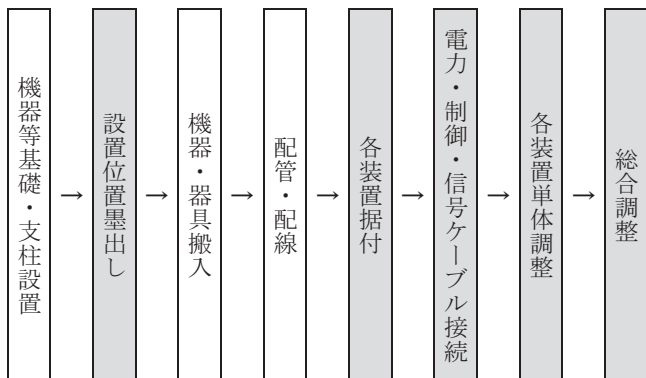 機器等基礎・支柱設置
→
設置位置墨出し
→
機器・器具搬入
→
配管・配線
→
各装置据付
→
電力・制御・信号ケーブル接続
→
各装置単体調整
→
総合調整